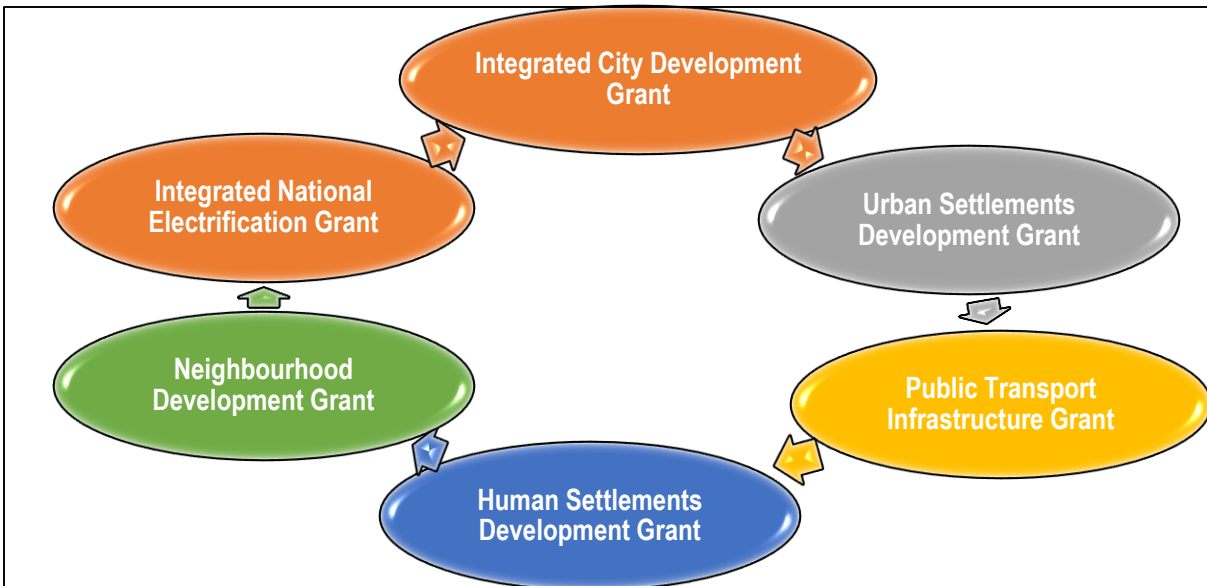 Integrated City Development
Grant
Urban Settlements
Development Grant
Public Transport
Infrastructure Grant
Human Settlements
Development Grant
Neighbourhood
Development Grant
Integrated National
Electrification Grant